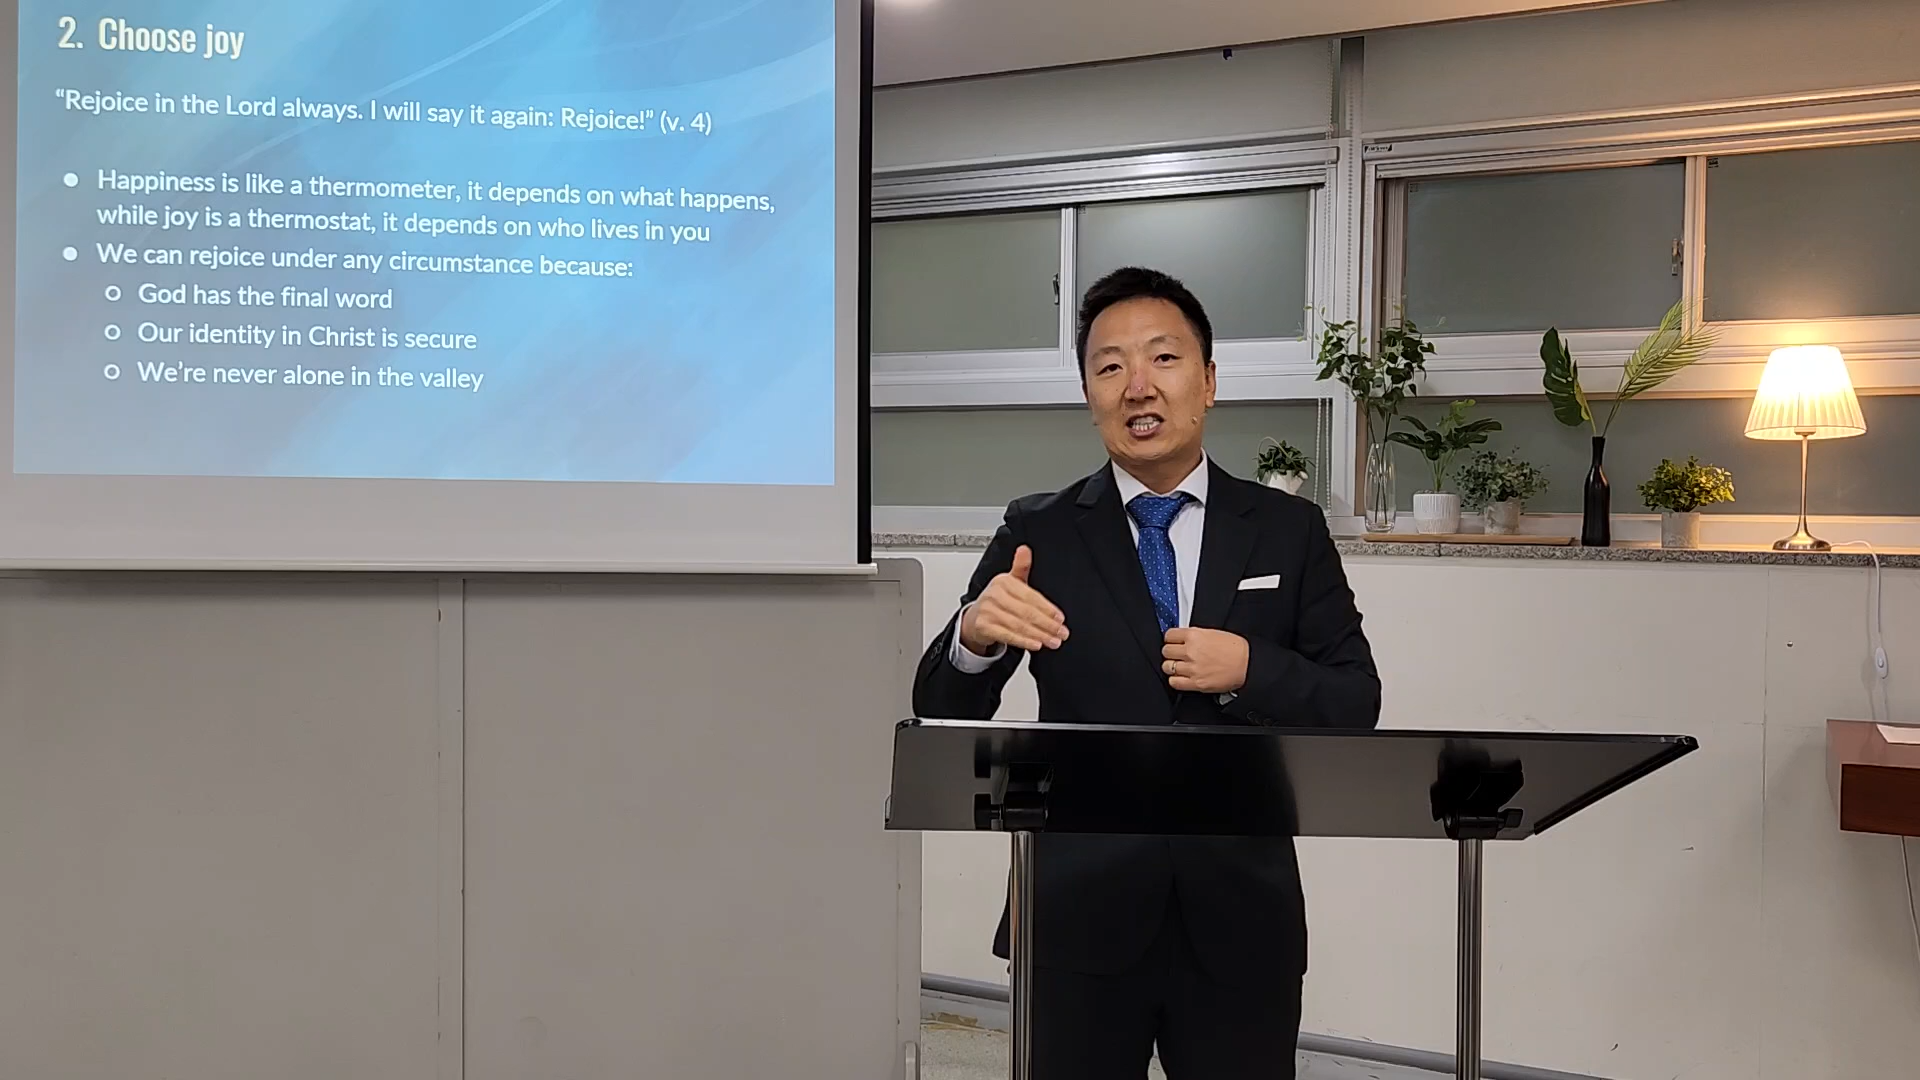 2. Choose joy
“Rejoice in the Lord always. I will say it again: Rejoice!” (v. 4)
● Happiness is like a thermometer, it depends on what happens,
while joy is a thermostat, it depends on who lives in you
● We can rejoice under any circumstance because:
○ God has the final word
○ Our identity in Christ is secure
○ We’re never alone in the valley